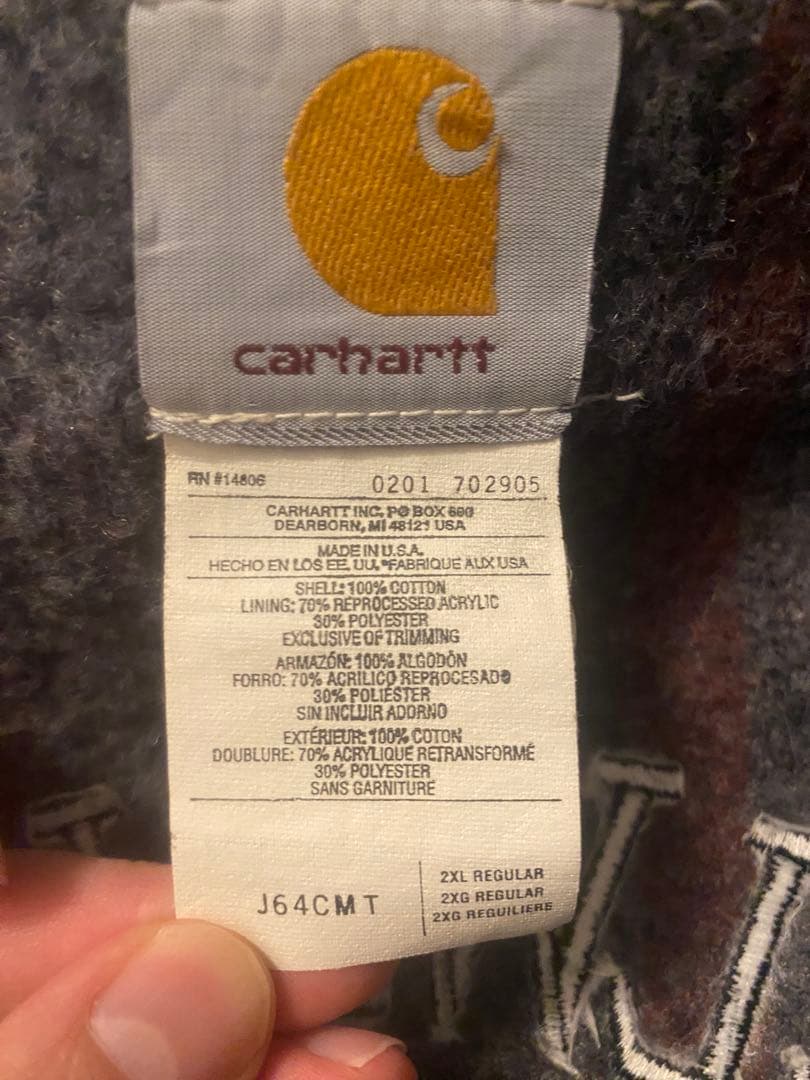 carhartt
RN #14806 0201 702905
CARHARTT INC, PO BOX 600
DEARBORN, MI 48121 USA
MADE IN U.S.A.
HECHO EN LOS EE. UU. *FABRIQUE AUX USA
SHELL: 100% COTTON
LINING: 70% REPROCESSED ACRYLIC
30% POLYESTER
EXCLUSIVE OF TRIMMING
ARMAZÓN: 100% ALGODÓN
FORRO: 70% ACRILICO REPROCESADO
30% POLIÉSTER
SIN INCLUIR ADORNO
EXTÉRIEUR: 100% COTON
DOUBLURE: 70% ACRYLIQUE RETRANSFORMÉ
30% POLYESTER
SANS GARNITURE
J64CMT
2XL REGULAR
2XG REGULAR
2XG REGUILIERE